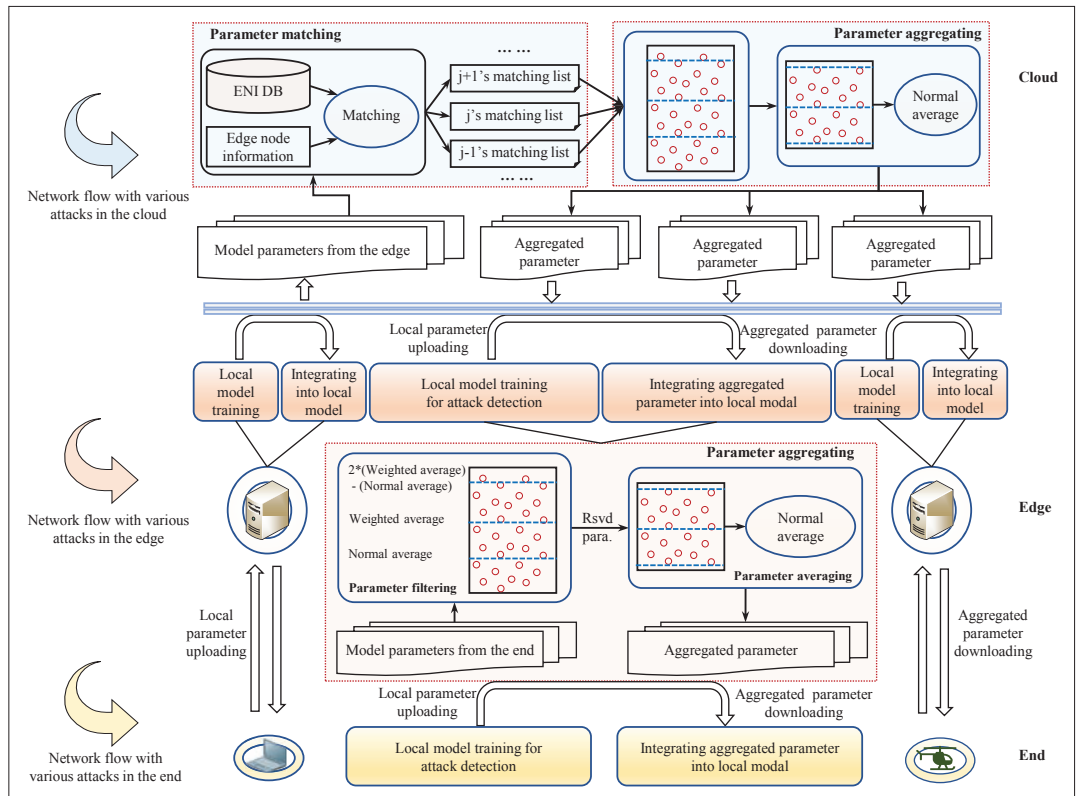 Parameter matching
... ...
Parameter aggregating
Cloud
ENI DB
Edge node
information
Matching
j+1's matching list
j's matching list
j-1's matching list
... ...
Normal
average
Network flow with various
attacks in the cloud
Model parameters from the edge
Aggregated
parameter
Aggregated
parameter
Aggregated
parameter
Local parameter
uploading
Aggregated parameter
downloading
Local
model
training
Integrating
into local
model
Local model training
for attack detection
Integrating aggregated
parameter into local modal
Local
model
training
Integrating
into local
model
Parameter aggregating
2*(Weighted average)
- (Normal average)
Weighted average
Normal average
Parameter filtering
Rsvd
para.
Normal
average
Parameter averaging
Network flow with various
attacks in the edge
Edge
Model parameters from the end
Aggregated parameter
Local
parameter
uploading
Aggregated
parameter
downloading
Local parameter
uploading
Aggregated parameter
downloading
Network flow with
various attacks in the end
Local model training for
attack detection
Integrating aggregated parameter
into local modal
End